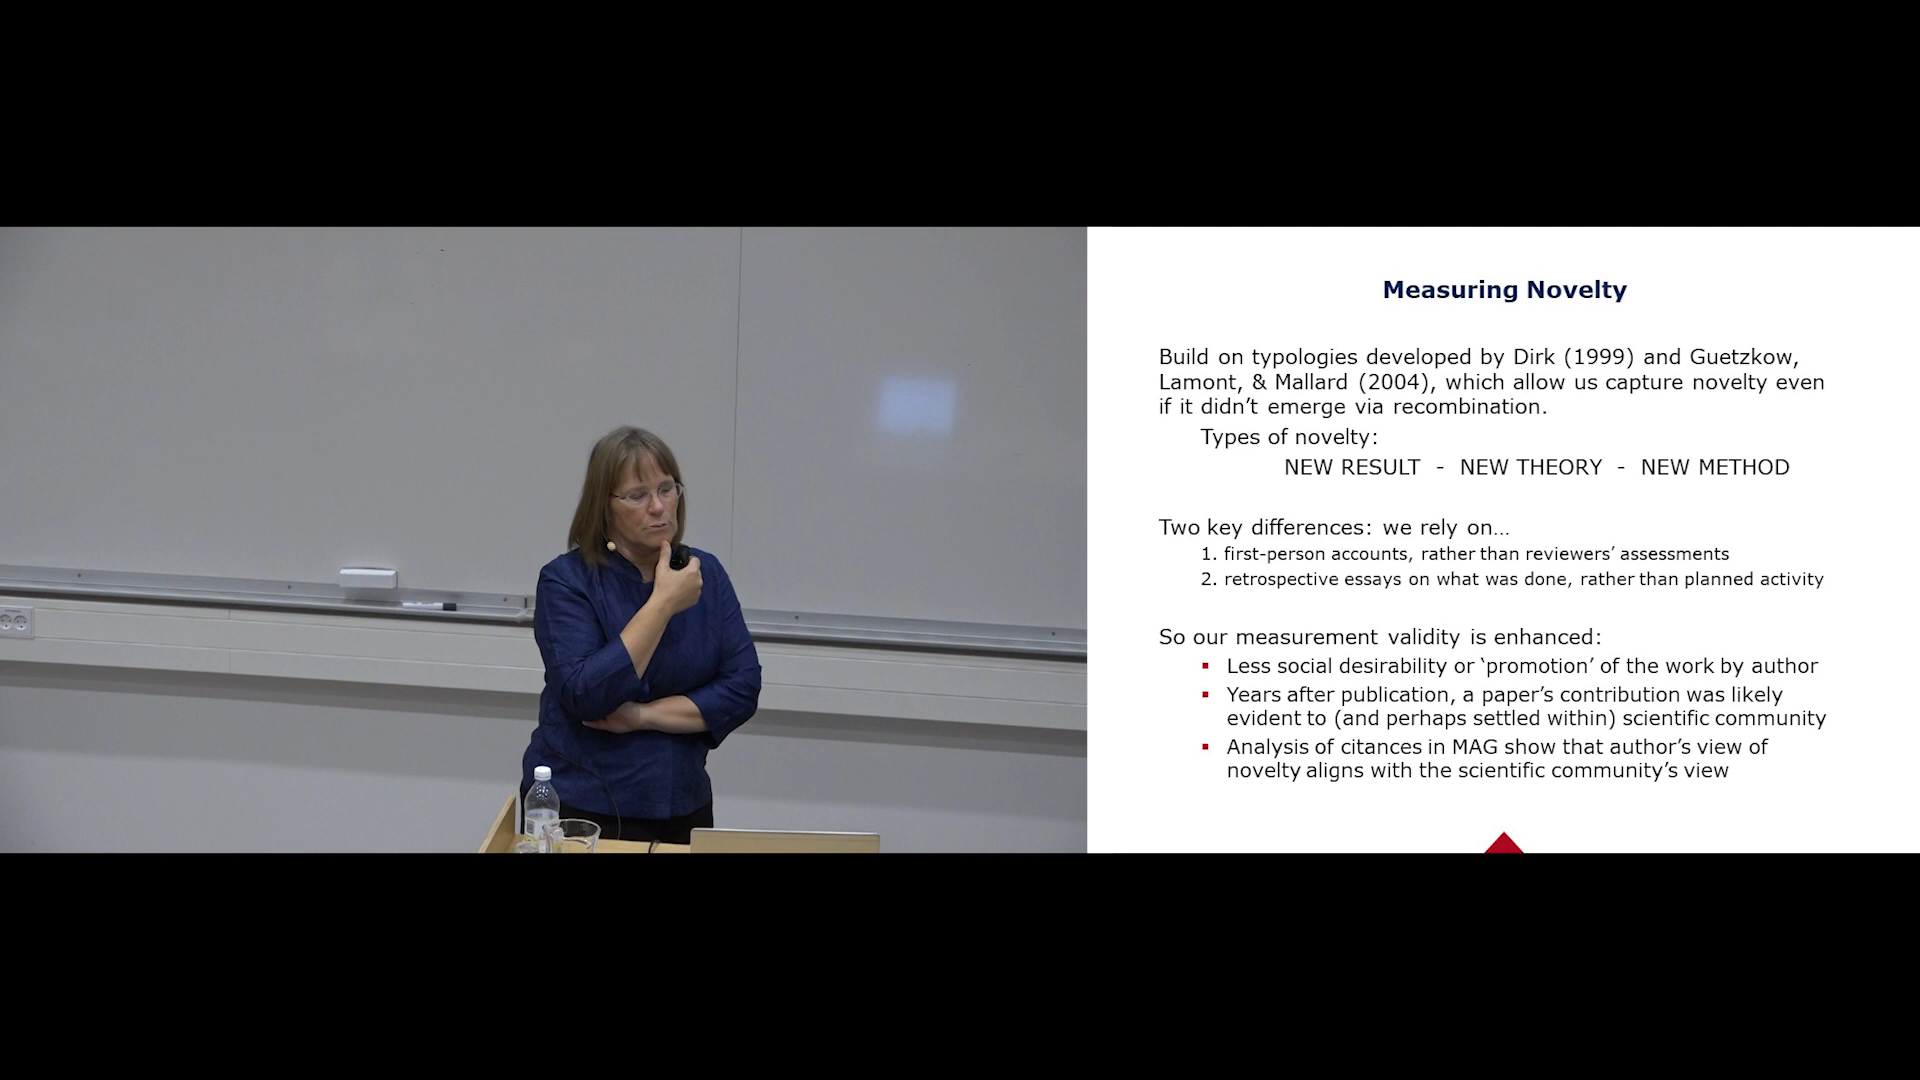 Measuring Novelty
Build on typologies developed by Dirk (1999) and Guetzkow,
Lamont, & Mallard (2004), which allow us capture novelty even
if it didn’t emerge via recombination.
Types of novelty:
NEW RESULT - NEW THEORY - NEW METHOD
Two key differences: we rely on…
1. first-person accounts, rather than reviewers’ assessments
2. retrospective essays on what was done, rather than planned activity
So our measurement validity is enhanced:
▪ Less social desirability or ‘promotion’ of the work by author
▪ Years after publication, a paper’s contribution was likely
evident to (and perhaps settled within) scientific community
▪ Analysis of citances in MAG show that author’s view of
novelty aligns with the scientific community’s view